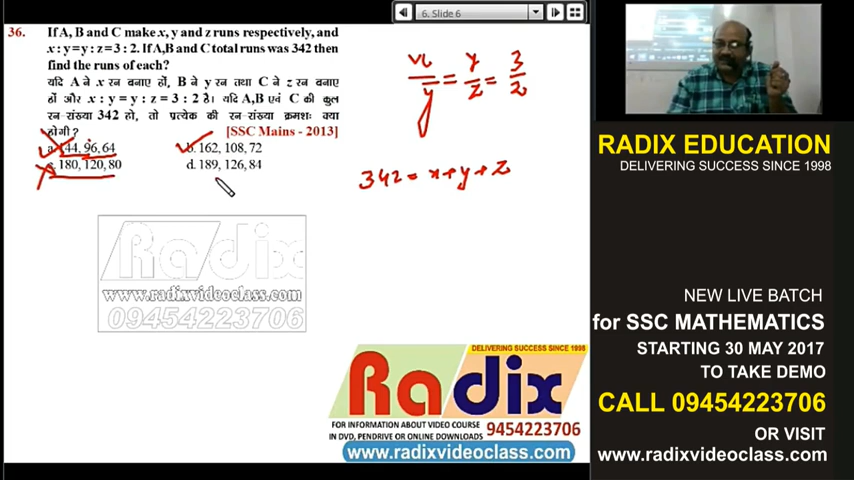 6. Slide 6
36. If A, B and C make x, y and z runs respectively, and
x : y = y : z = 3 : 2. If A,B and C total runs was 342 then
find the runs of each?
यदि A ने x रन बनाए हों, B ने y रन तथा C ने z रन बनाए
हों और x : y = y : z = 3 : 2 है। यदि A,B एवं C की कुल
रन-संख्या 342 हो, तो प्रत्येक की रन-संख्या क्रमशः क्या
होगी? [SSC Mains - 2013]
a. 144, 96, 64 b. 162, 108, 72
c. 180, 120, 80 d. 189, 126, 84
x/y = y/z = 3/2
342 = x + y + z
Radix
www.radixvideoclass.com
09454223706
DELIVERING SUCCESS SINCE 1998
Radix
FOR INFORMATION ABOUT VIDEO COURSE
IN DVD, PENDRIVE OR ONLINE DOWNLOADS
9454223706
www.radixvideoclass.com
RADIX EDUCATION
DELIVERING SUCCESS SINCE 1998
NEW LIVE BATCH
for SSC MATHEMATICS
STARTING 30 MAY 2017
TO TAKE DEMO
CALL 09454223706
OR VISIT
www.radixvideoclass.com